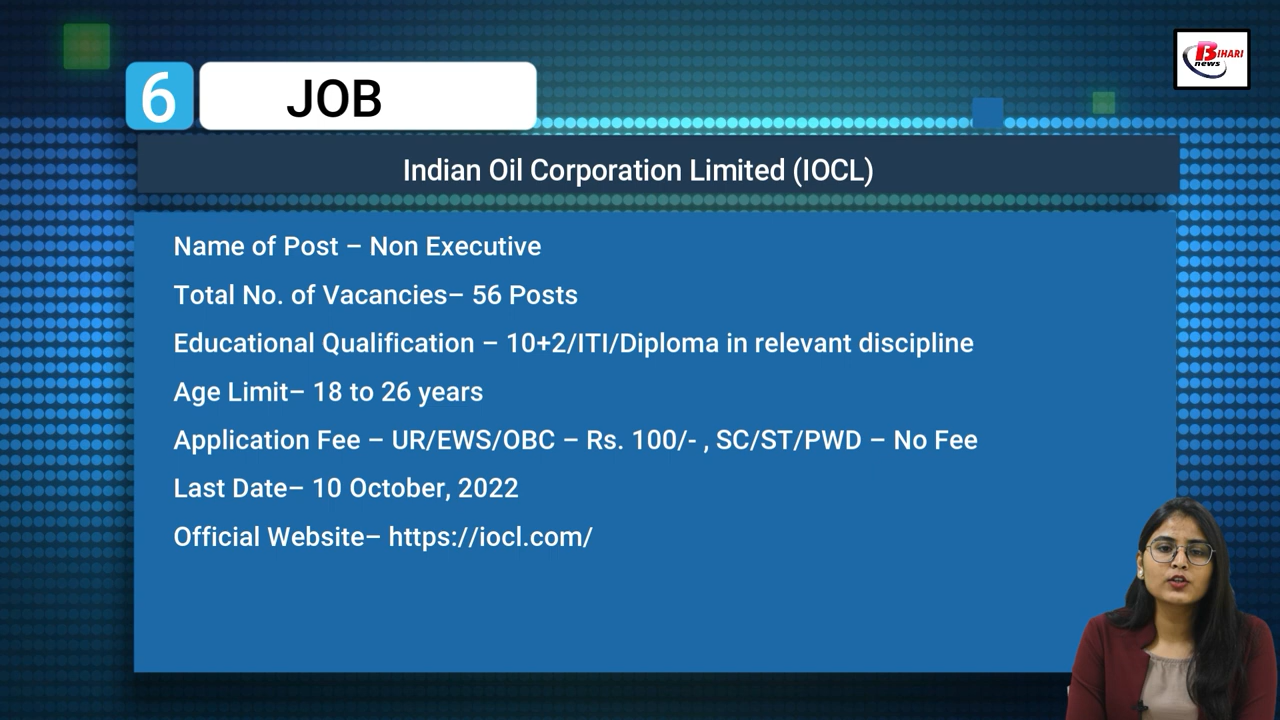 6 JOB
BIHARI
news
Indian Oil Corporation Limited (IOCL)
Name of Post – Non Executive
Total No. of Vacancies– 56 Posts
Educational Qualification – 10+2/ITI/Diploma in relevant discipline
Age Limit– 18 to 26 years
Application Fee – UR/EWS/OBC – Rs. 100/- , SC/ST/PWD – No Fee
Last Date– 10 October, 2022
Official Website– https://iocl.com/